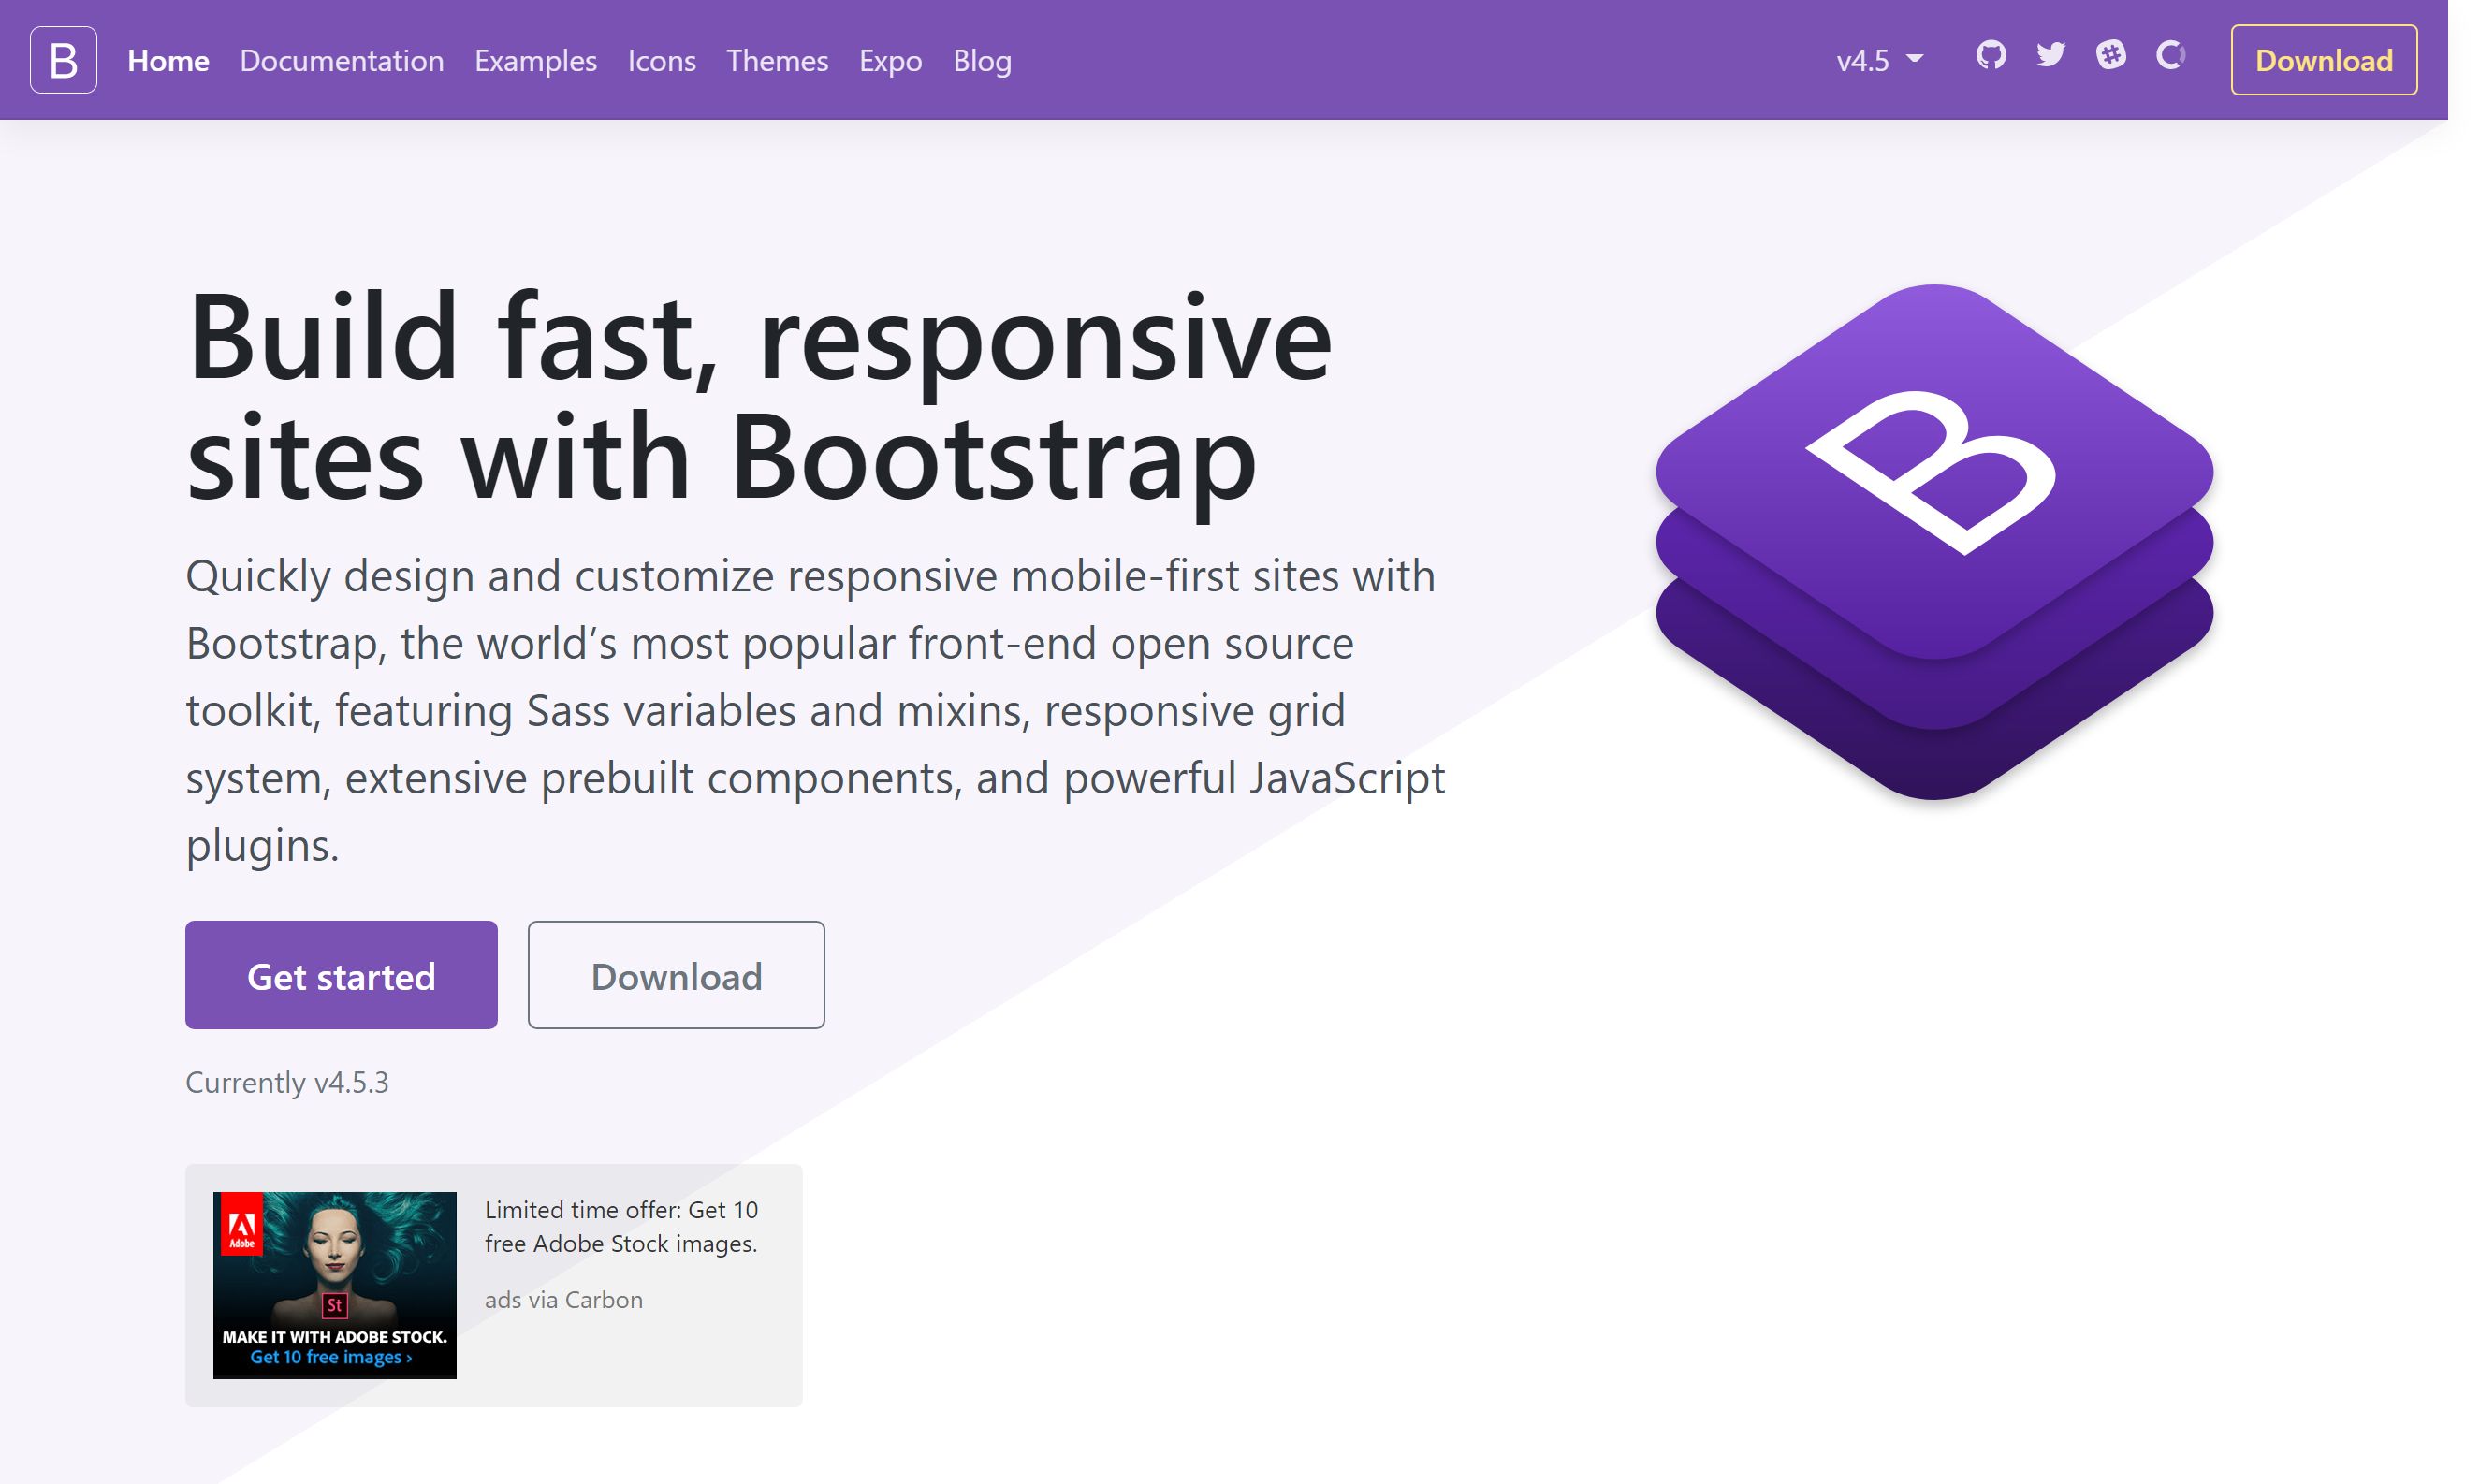 B Home Documentation Examples Icons Themes Expo Blog v4.5 Download
Build fast, responsive
sites with Bootstrap
B
Quickly design and customize responsive mobile-first sites with
Bootstrap, the world’s most popular front-end open source
toolkit, featuring Sass variables and mixins, responsive grid
system, extensive prebuilt components, and powerful JavaScript
plugins.
Get started Download
Currently v4.5.3
Adobe
St
MAKE IT WITH ADOBE STOCK.
Get 10 free images ›
Limited time offer: Get 10
free Adobe Stock images.
ads via Carbon